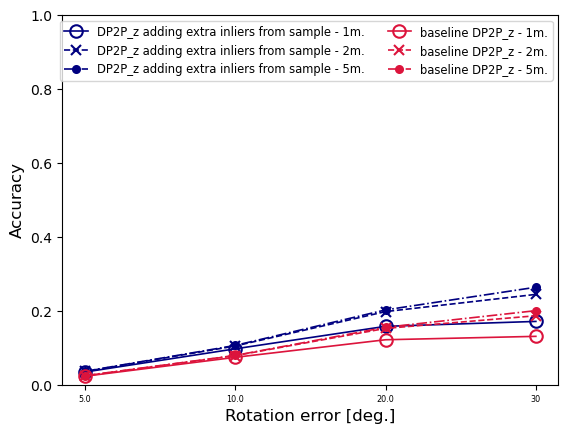 DP2P_z adding extra inliers from sample - 1m.
DP2P_z adding extra inliers from sample - 2m.
DP2P_z adding extra inliers from sample - 5m.
baseline DP2P_z - 1m.
baseline DP2P_z - 2m.
baseline DP2P_z - 5m.
1.0
0.8
0.6
0.4
0.2
0.0
Accuracy
5.0 10.0 20.0 30
Rotation error [deg.]